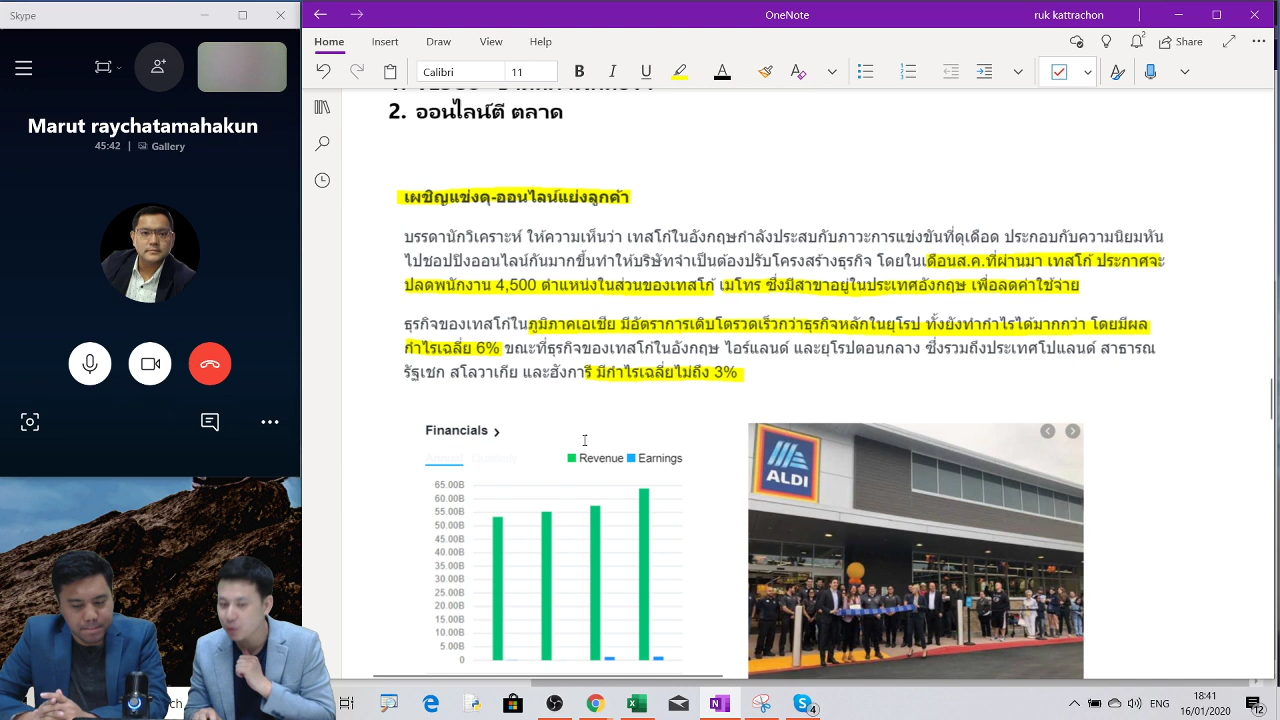 Skype
OneNote
ruk kattrachon
Home Insert Draw View Help
2
Share
Calibri 11
B I U A
Marut raychatamahakun
45:42 | Gallery
2. ออนไลน์ตี ตลาด
เผชิญแข่งดุ-ออนไลน์แย่งลูกค้า
บรรดานักวิเคราะห์ ให้ความเห็นว่า เทสโก้ในอังกฤษกำลังประสบกับภาวะการแข่งขันที่ดุเดือด ประกอบกับความนิยมหัน
ไปชอปปิงออนไลน์กันมากขึ้นทำให้บริษัทจำเป็นต้องปรับโครงสร้างธุรกิจ โดยในเดือนส.ค.ที่ผ่านมา เทสโก้ ประกาศจะ
ปลดพนักงาน 4,500 ตำแหน่งในส่วนของเทสโก้ เมโทร ซึ่งมีสาขาอยู่ในประเทศอังกฤษ เพื่อลดค่าใช้จ่าย
ธุรกิจของเทสโก้ในภูมิภาคเอเชีย มีอัตราการเติบโตรวดเร็วกว่าธุรกิจหลักในยุโรป ทั้งยังทำกำไรได้มากกว่า โดยมีผล
กำไรเฉลี่ย 6% ขณะที่ธุรกิจของเทสโก้ในอังกฤษ ไอร์แลนด์ และยุโรปตอนกลาง ซึ่งรวมถึงประเทศโปแลนด์ สาธารณ
รัฐเชก สโลวาเกีย และฮังการี มีกำไรเฉลี่ยไม่ถึง 3%
Financials
Annual Quarterly
Revenue Earnings
65.00B
60.00B
55.00B
50.00B
45.00B
40.00B
35.00B
30.00B
25.00B
20.00B
15.00B
10.00B
5.00B
0
ALDI
ch
4
ENG
18:41
16/01/2020
12